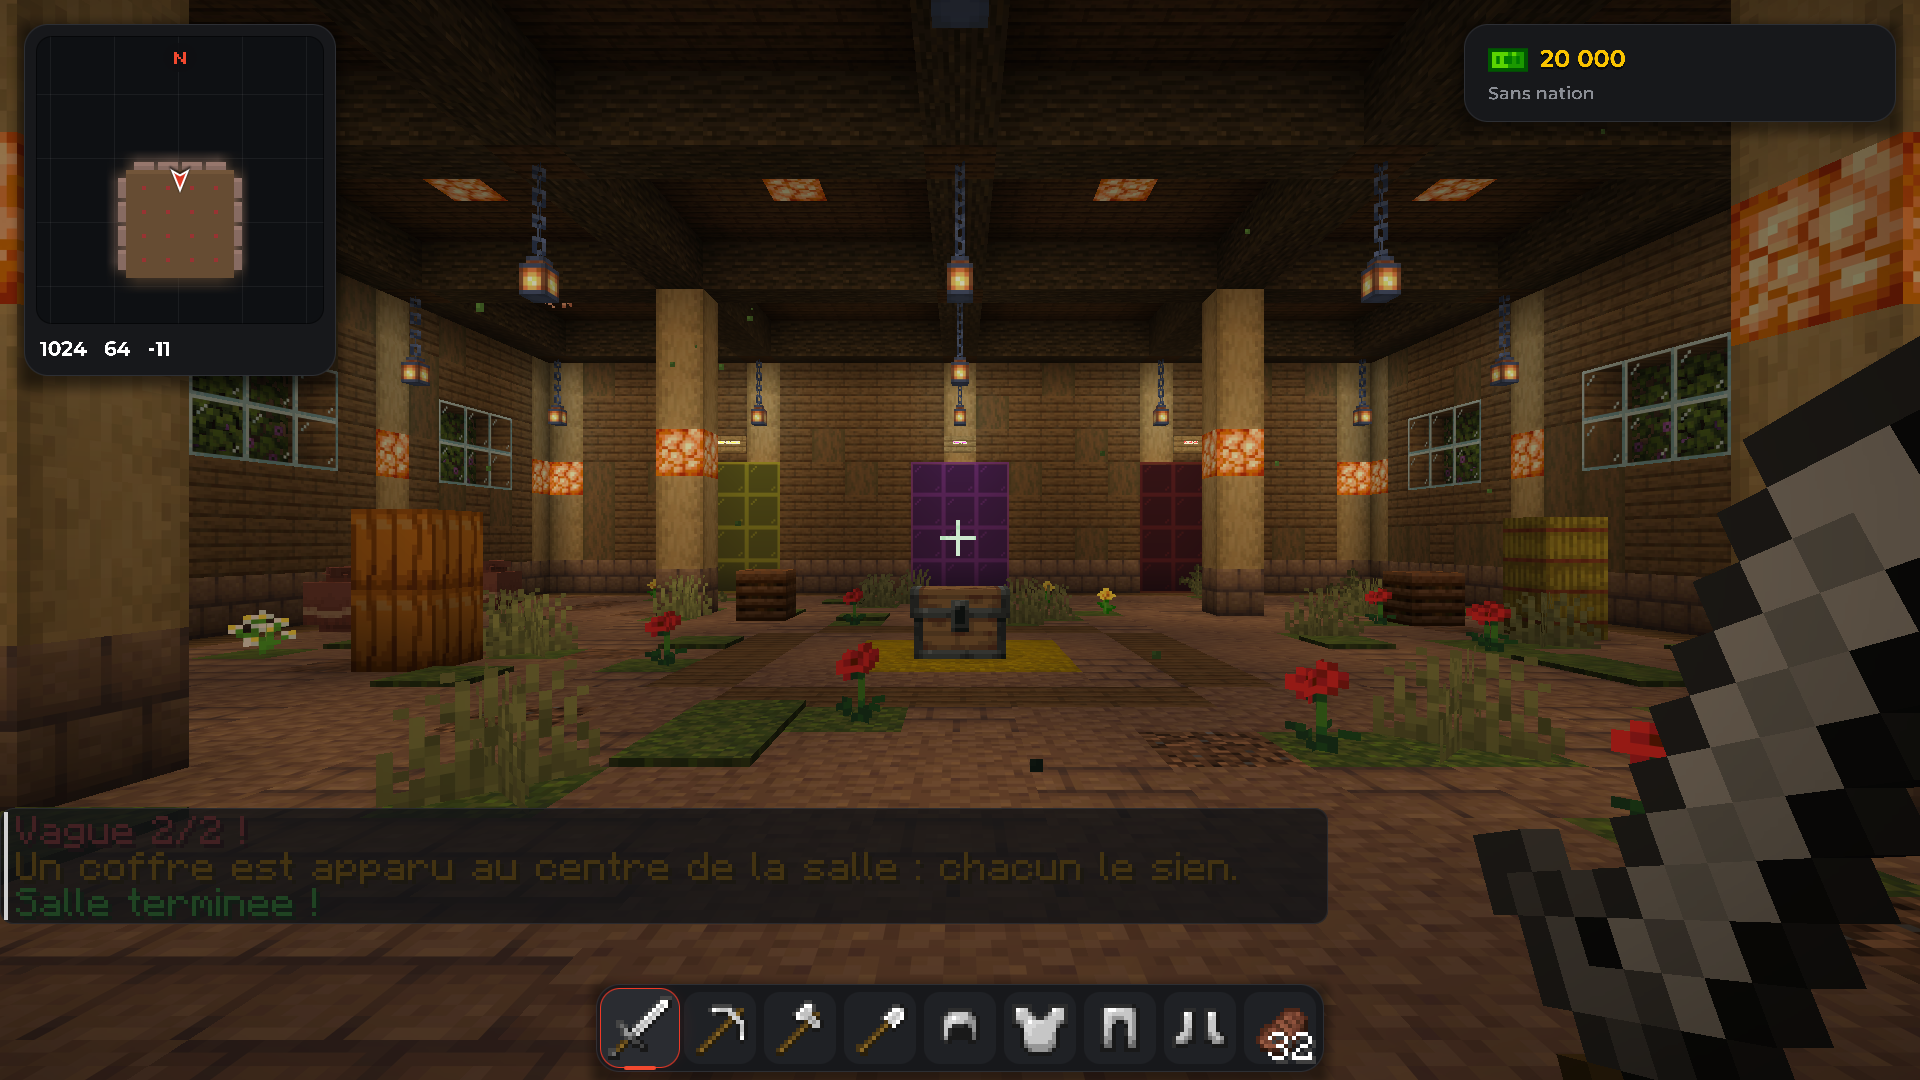 N
20 000
Sans nation
1024 64 -11
Vague 2/2 !
Un coffre est apparu au centre de la salle : chacun le sien.
Salle terminee !
32